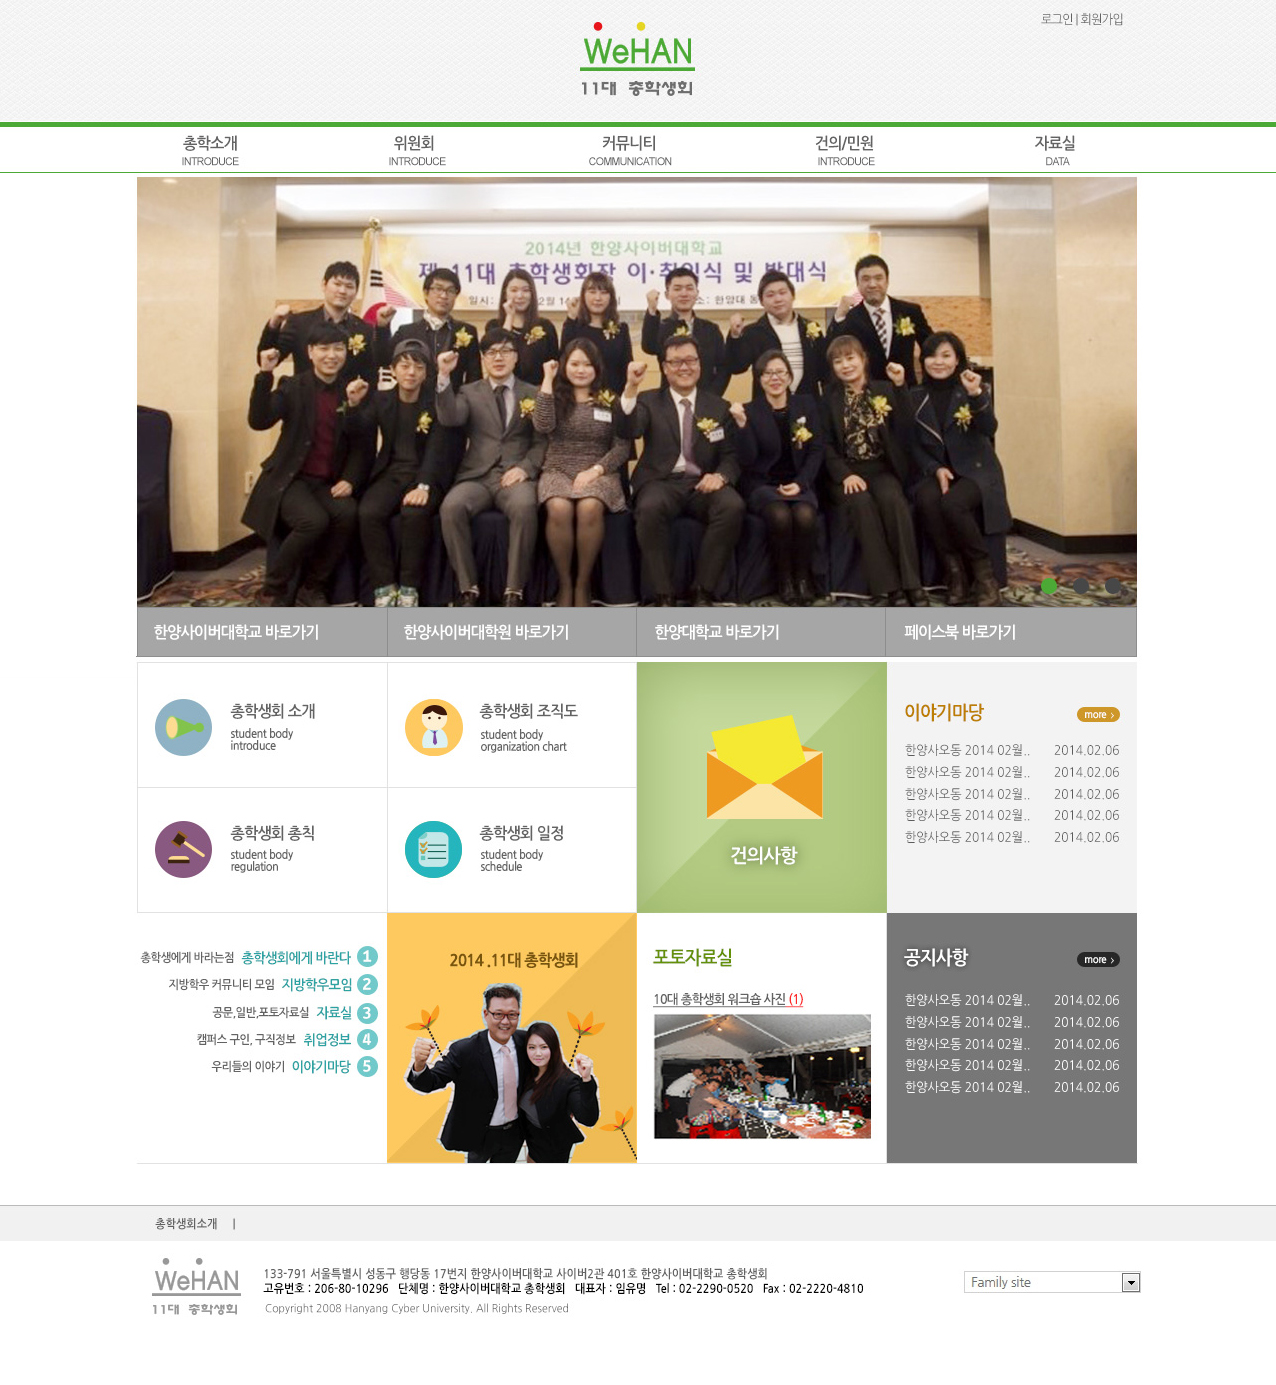 로그인 | 회원가입
WeHAN
11대 총학생회
총학소개
INTRODUCE
위원회
INTRODUCE
커뮤니티
COMMUNICATION
건의/민원
INTRODUCE
자료실
DATA
2014년 한양사이버대학교
제 11대 총학생회장 이·취임식 및 발대식
한양사이버대학교 바로가기
한양사이버대학원 바로가기
한양대학교 바로가기
페이스북 바로가기
총학생회 소개
student body
introduce
총학생회 조직도
student body
organization chart
총학생회 총칙
student body
regulation
총학생회 일정
student body
schedule
건의사항
이야기마당
more >
한양사오동 2014 02월.. 2014.02.06
한양사오동 2014 02월.. 2014.02.06
한양사오동 2014 02월.. 2014.02.06
한양사오동 2014 02월.. 2014.02.06
한양사오동 2014 02월.. 2014.02.06
총학생에게 바라는점 총학생회에게 바란다 1
지방학우 커뮤니티 모임 지방학우모임 2
공문,일반,포토자료실 자료실 3
캠퍼스 구인, 구직정보 취업정보 4
우리들의 이야기 이야기마당 5
2014 .11대 총학생회
포토자료실
10대 총학생회 워크숍 사진 (1)
공지사항
more >
한양사오동 2014 02월.. 2014.02.06
한양사오동 2014 02월.. 2014.02.06
한양사오동 2014 02월.. 2014.02.06
한양사오동 2014 02월.. 2014.02.06
한양사오동 2014 02월.. 2014.02.06
총학생회소개 |
WeHAN
11대 총학생회
133-791 서울특별시 성동구 행당동 17번지 한양사이버대학교 사이버2관 401호 한양사이버대학교 총학생회
고유번호 : 206-80-10296 단체명 : 한양사이버대학교 총학생회 대표자 : 임유명 Tel : 02-2290-0520 Fax : 02-2220-4810
Copyright 2008 Hanyang Cyber University. All Rights Reserved
Family site